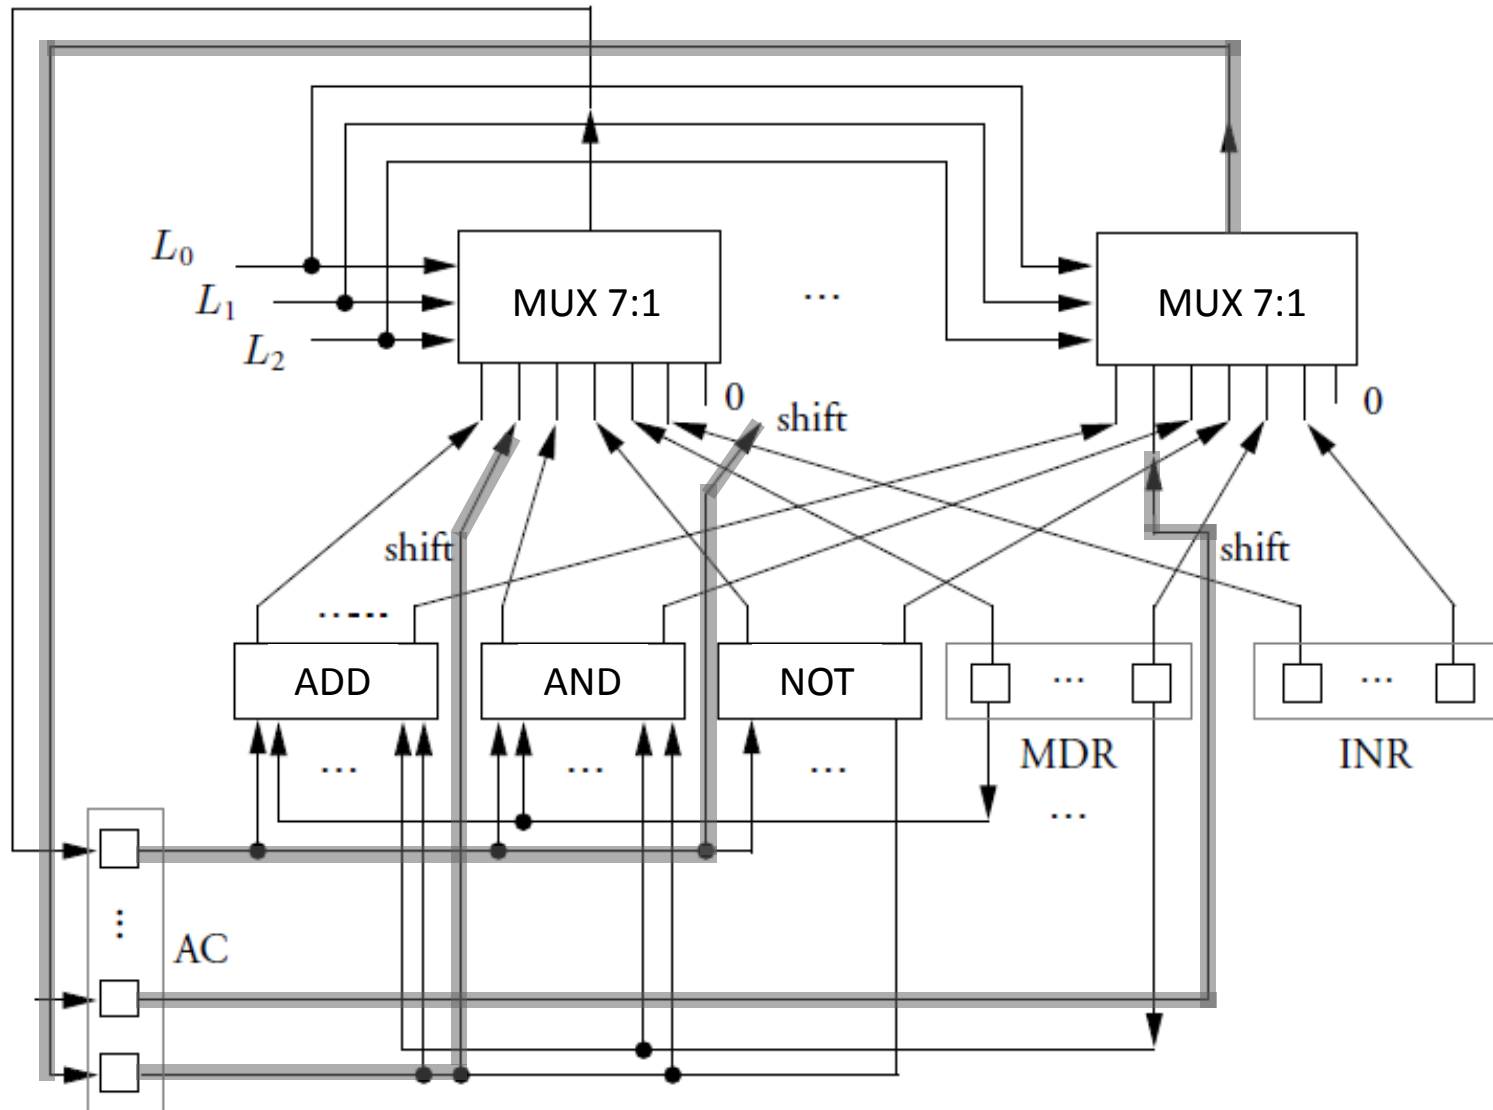 L0
L1
L2
MUX 7:1
...
MUX 7:1
0
0
shift
shift
shift
.. ...
ADD
AND
NOT
...
...
MDR
INR
...
...
...
...
...
AC